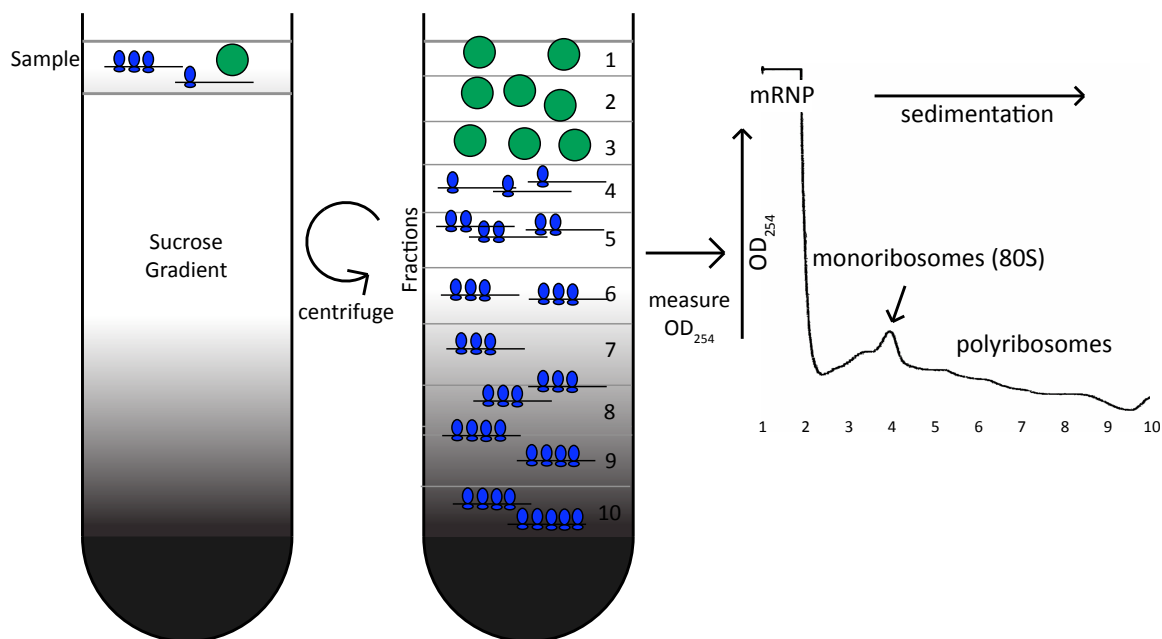 Sample
Sucrose
Gradient
centrifuge
Fractions
1
2
3
4
5
6
7
8
9
10
measure
OD254
mRNP
sedimentation
OD254
monoribosomes (80S)
polyribosomes
1 2 3 4 5 6 7 8 9 10